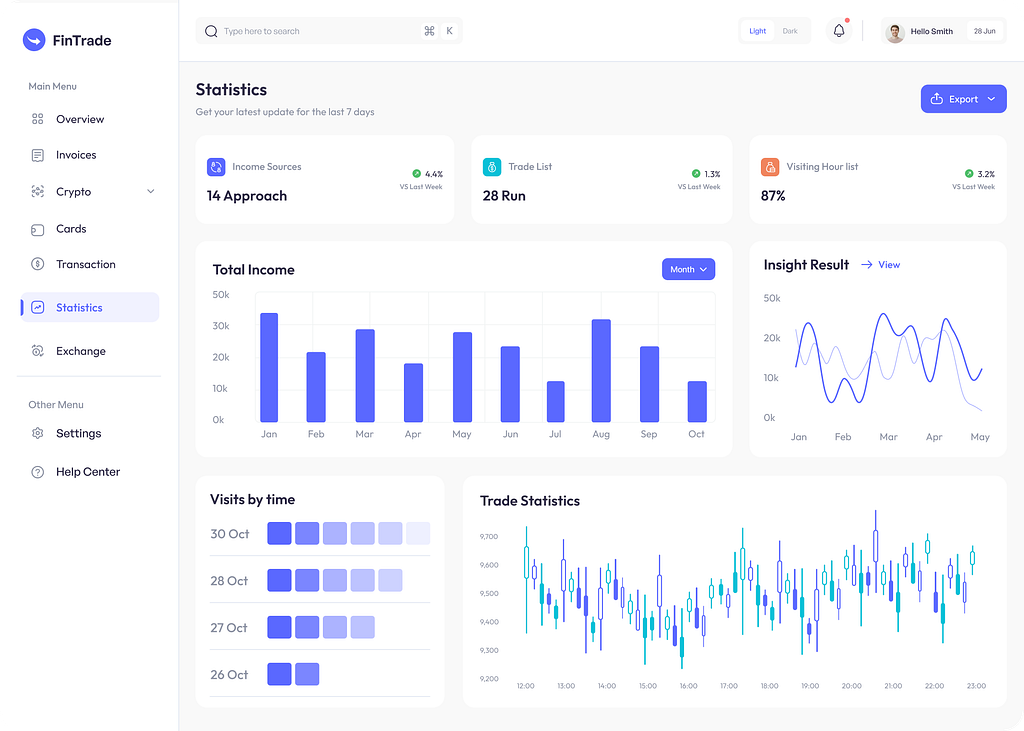 FinTrade
Type here to search
⌘ K
Light Dark
Hello Smith
28 Jun
Main Menu
Overview
Invoices
Crypto
Cards
Transaction
Statistics
Exchange
Other Menu
Settings
Help Center
Statistics
Get your latest update for the last 7 days
Export
Income Sources
14 Approach
4.4%
VS Last Week
Trade List
28 Run
1.3%
VS Last Week
Visiting Hour list
87%
3.2%
VS Last Week
Total Income
Month
50k
30k
20k
10k
0k
Jan Feb Mar Apr May Jun Jul Aug Sep Oct
Insight Result
View
50k
20k
10k
0k
Jan Feb Mar Apr May
Visits by time
30 Oct
28 Oct
27 Oct
26 Oct
Trade Statistics
9,700
9,600
9,500
9,400
9,300
9,200
12:00 13:00 14:00 15:00 16:00 17:00 18:00 19:00 20:00 21:00 22:00 23:00